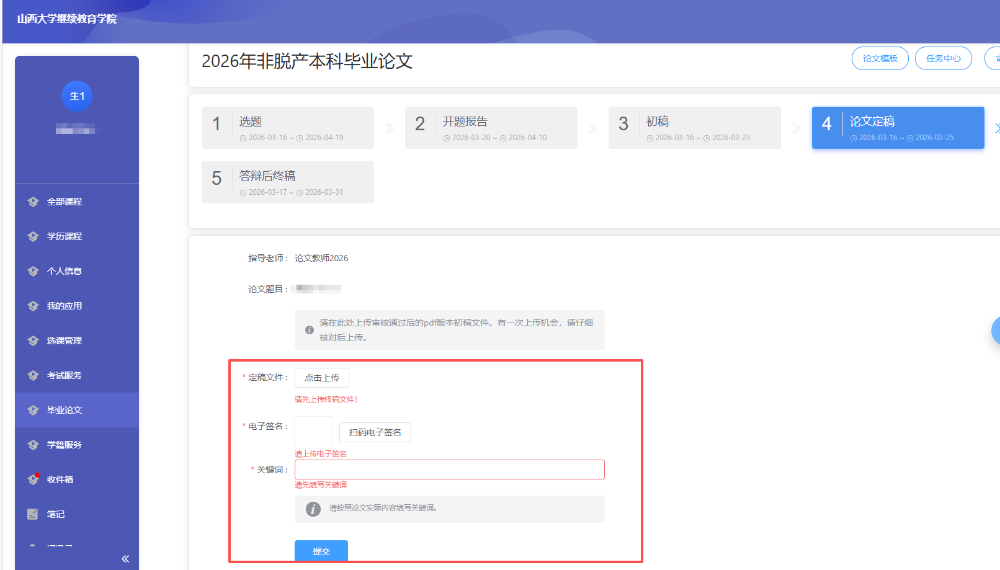 山西大学继续教育学院
2026年非脱产本科毕业论文
论文模版
任务中心
生1
1 选题
2026-03-16 ~ 2026-04-19
2 开题报告
2026-03-20 ~ 2026-04-10
3 初稿
2026-03-16 ~ 2026-03-23
4 论文定稿
2026-03-16 ~ 2026-03-25
5 答辩后终稿
2026-03-17 ~ 2026-03-31
全部课程
学历课程
个人信息
我的应用
选课管理
考试服务
毕业论文
学籍服务
收件箱
笔记
指导老师： 论文教师2026
论文题目：
请在此处上传审核通过后的pdf版本初稿文件。有一次上传机会，请仔细
核对后上传。
* 定稿文件： 点击上传
请先上传终稿文件!
* 电子签名： 扫码电子签名
请上传电子签名
* 关键词：
请先填写关键词
请按照论文实际内容填写关键词。
提交